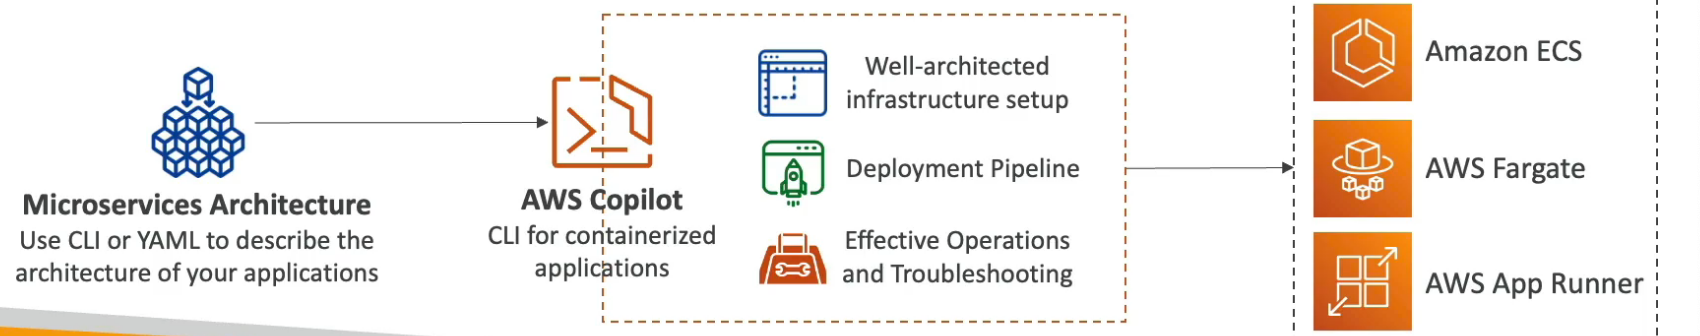 Microservices Architecture
Use CLI or YAML to describe the
architecture of your applications
AWS Copilot
CLI for containerized
applications
Well-architected
infrastructure setup
Deployment Pipeline
Effective Operations
and Troubleshooting
Amazon ECS
AWS Fargate
AWS App Runner